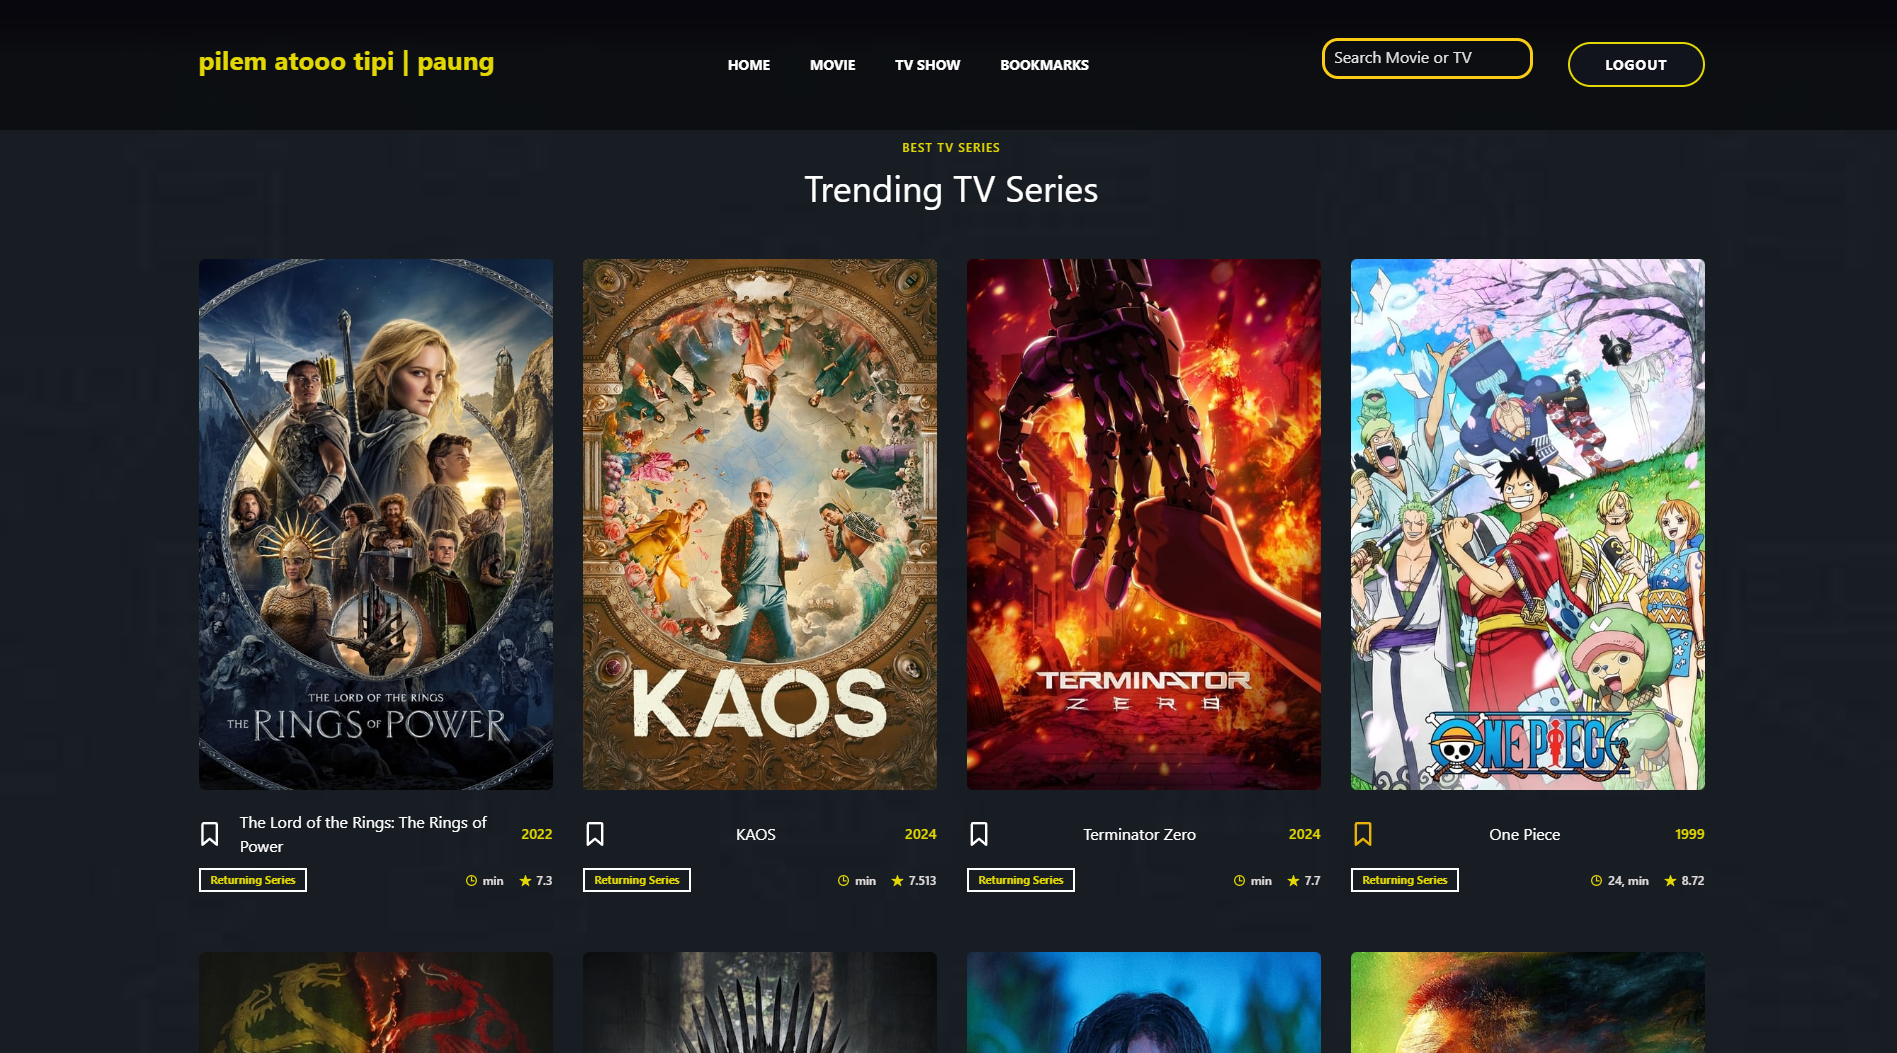 pilem atooo tipi | paung
HOME
MOVIE
TV SHOW
BOOKMARKS
Search Movie or TV
LOGOUT
BEST TV SERIES
Trending TV Series
THE LORD OF THE RINGS
THE RINGS OF POWER
KAOS
TERMINATOR
ZERO
ONE PIECE
The Lord of the Rings: The Rings of
Power
2022
KAOS
2024
Terminator Zero
2024
One Piece
1999
Returning Series
min
7.3
Returning Series
min
7.513
Returning Series
min
7.7
Returning Series
24, min
8.72